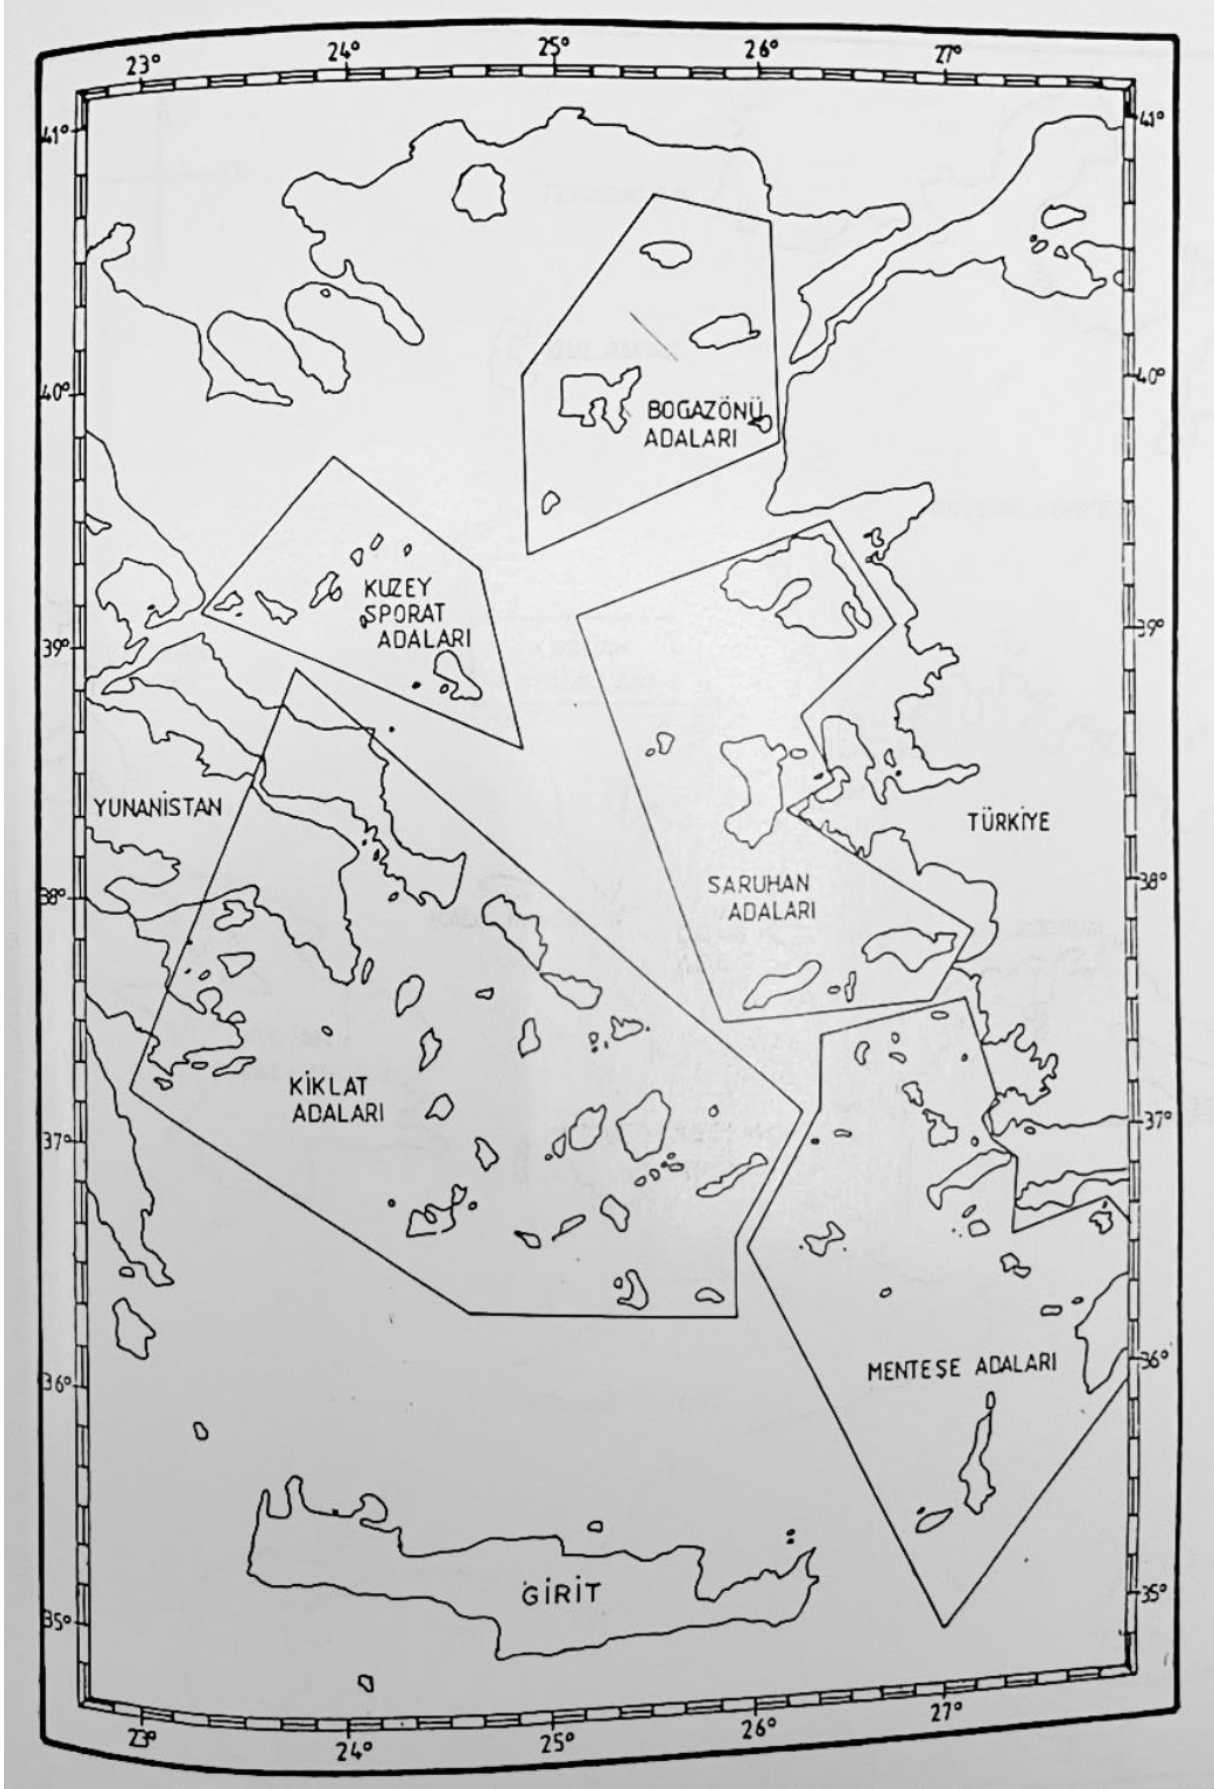 23°
24°
25°
26°
27°
41°
41°
BOGAZÖNÜ
ADALARI
40°
40°
KUZEY
SPORAT
ADALARI
39°
39°
YUNANİSTAN
TÜRKİYE
SARUHAN
ADALARI
38°
38°
KİKLAT
ADALARI
37°
37°
MENTEŞE ADALARI
36°
36°
GİRİT
35°
35°
23°
24°
25°
26°
27°